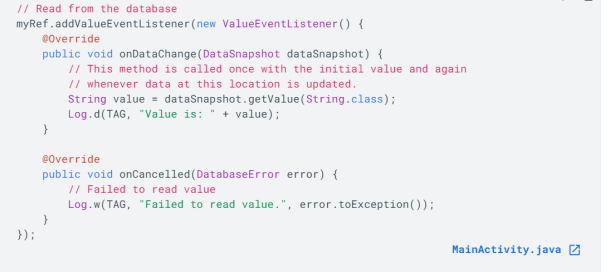 // Read from the database
myRef.addValueEventListener(new ValueEventListener() {
    @Override
    public void onDataChange(DataSnapshot dataSnapshot) {
        // This method is called once with the initial value and again
        // whenever data at this location is updated.
        String value = dataSnapshot.getValue(String.class);
        Log.d(TAG, "Value is: " + value);
    }

    @Override
    public void onCancelled(DatabaseError error) {
        // Failed to read value
        Log.w(TAG, "Failed to read value.", error.toException());
    }
});
MainActivity.java